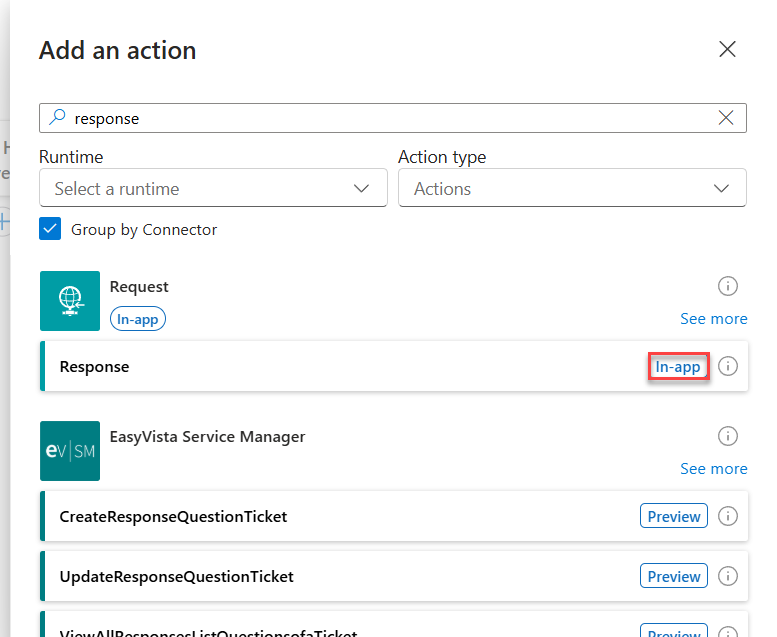 Add an action
response
Runtime
Action type
Select a runtime
Actions
Group by Connector
Request
In-app
See more
Response
In-app
eV|SM
EasyVista Service Manager
See more
CreateResponseQuestionTicket
Preview
UpdateResponseQuestionTicket
Preview
ViewAllResponsesListQuestionsofaTicket
Preview